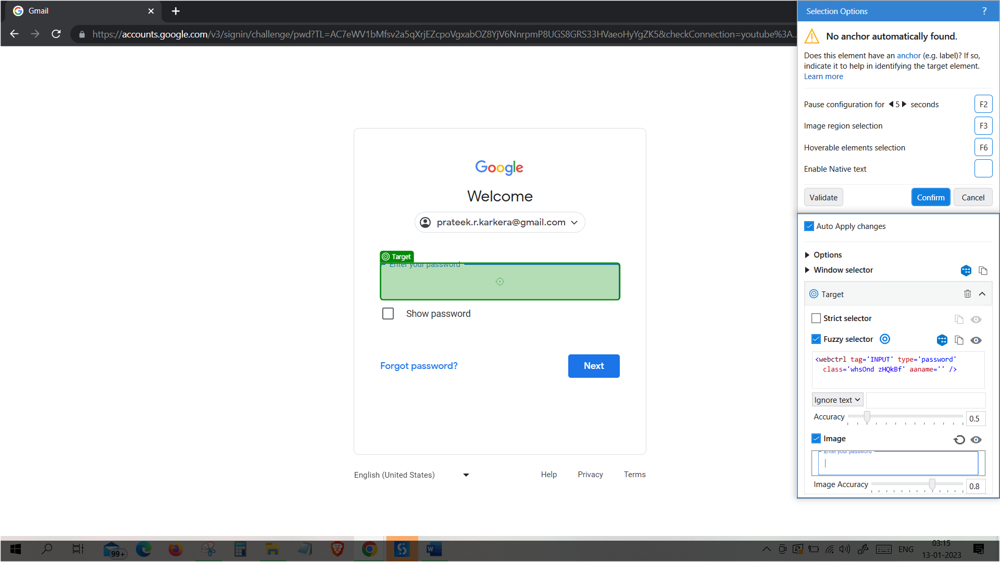 Gmail
https://accounts.google.com/v3/signin/challenge/pwd?TL=AC7eWV1bMfsv2a5qXrjEZcpoVgxabOZ8YjV6NnrpmP8UGS8GRS33HVaeoHyYgZK5&checkConnection=youtube%3A...
Google
Welcome
prateek.r.karkera@gmail.com
Target
Enter your password
Show password
Forgot password?
Next
English (United States)
Help
Privacy
Terms
Selection Options
?
No anchor automatically found.
Does this element have an anchor (e.g. label)? If so,
indicate it to help in identifying the target element.
Learn more
Pause configuration for 5 seconds
F2
Image region selection
F3
Hoverable elements selection
F6
Enable Native text
Validate
Confirm
Cancel
Auto Apply changes
Options
Window selector
Target
Strict selector
Fuzzy selector
<webctrl tag='INPUT' type='password'
class='whsOnd zHQkBf' aaname='' />
Ignore text
Accuracy
0.5
Image
Enter your password
Image Accuracy
0.8
99+
W
ENG
03:15
13-01-2023